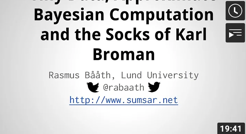 Bayesian Computation
and the Socks of Karl
Broman
Rasmus Bååth, Lund University
@rabaath
http://www.sumsar.net
19:41